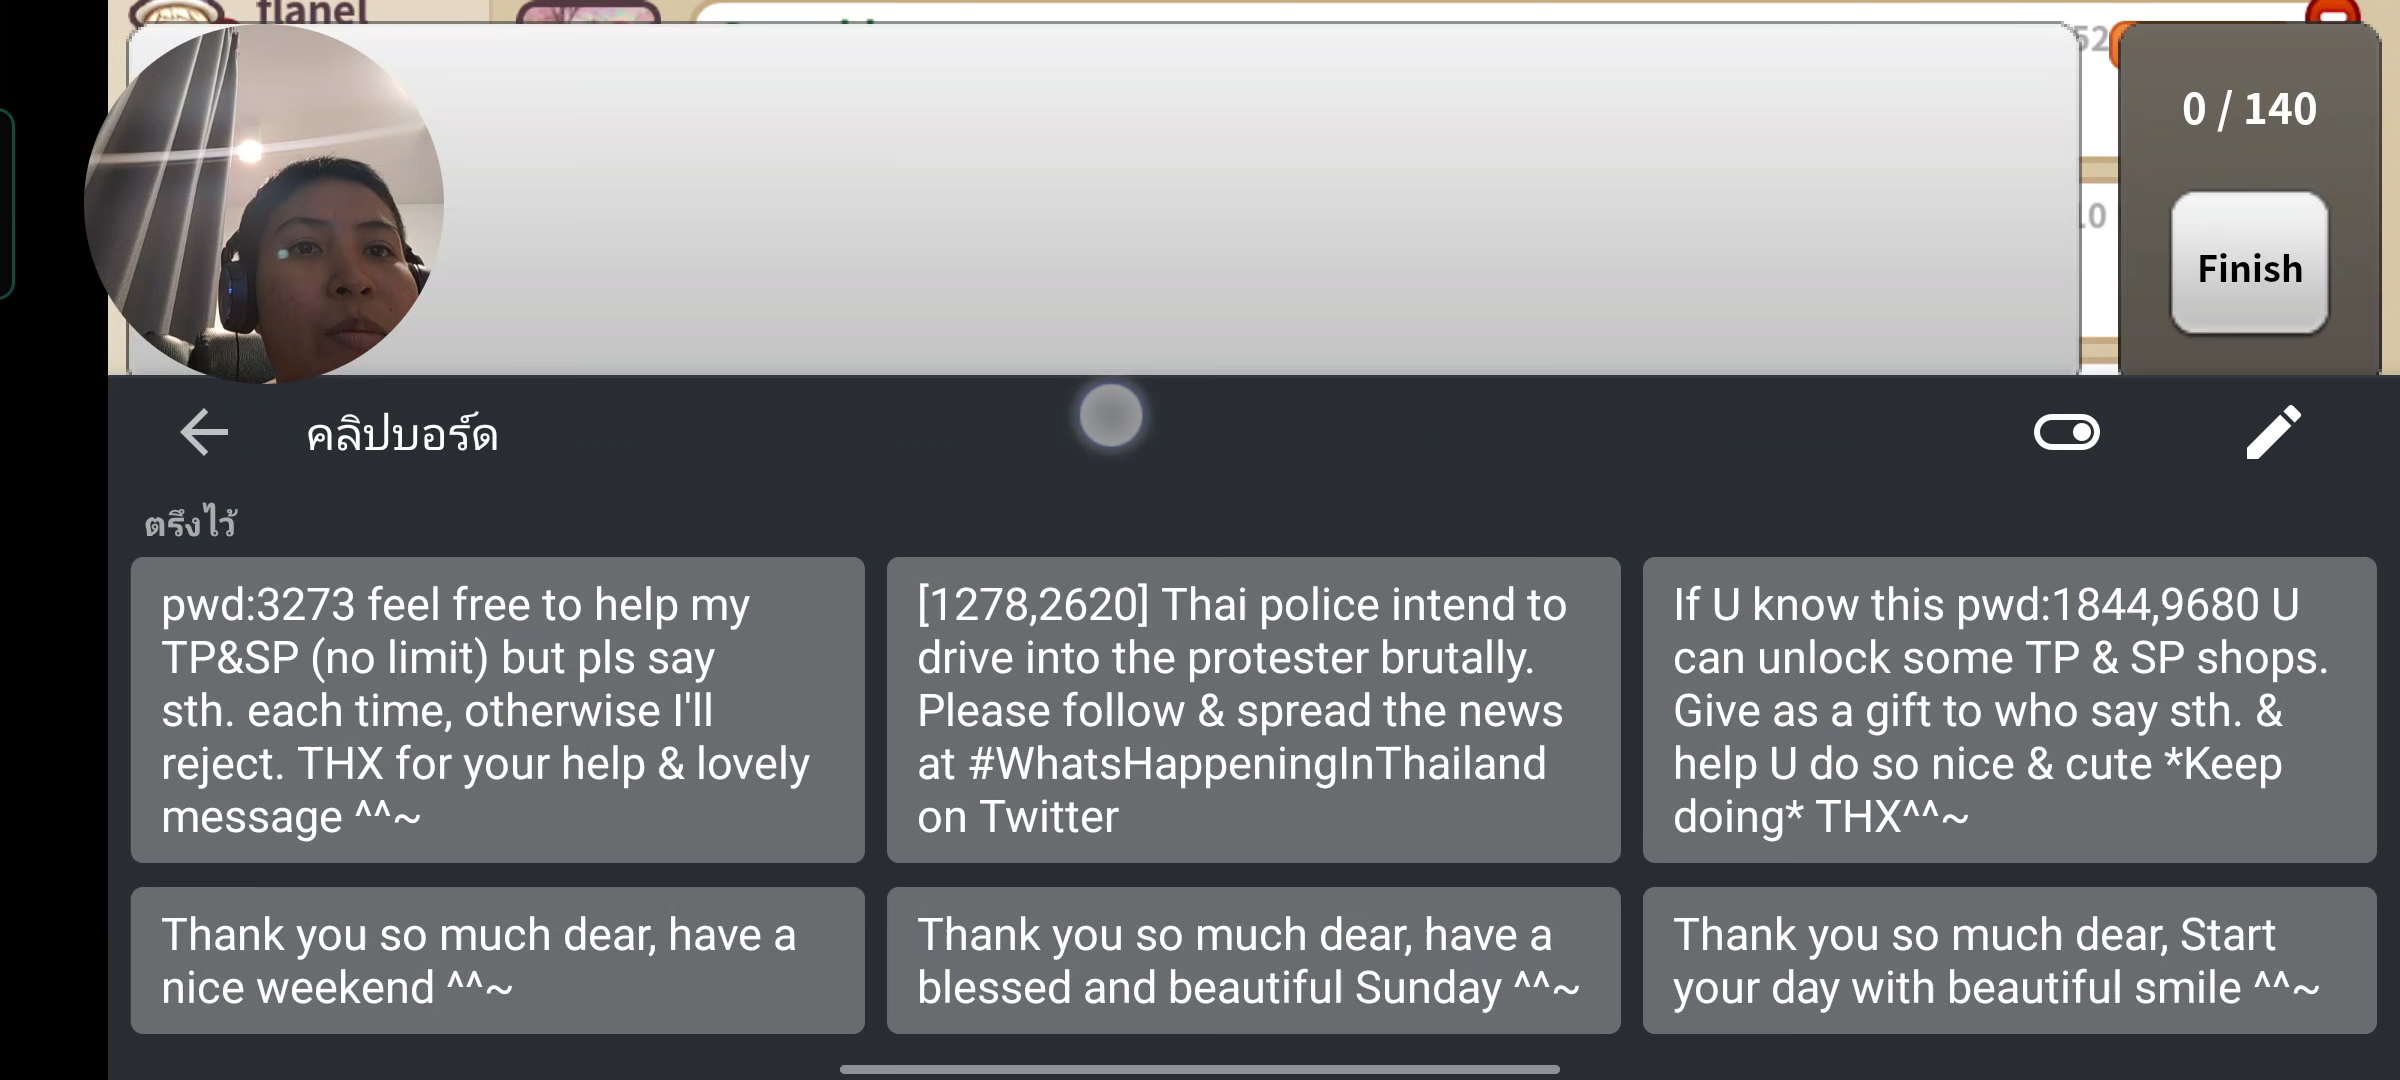 flanel
52
0 / 140
10
Finish
คลิปบอร์ด
ตรึงไว้
pwd:3273 feel free to help my
TP&SP (no limit) but pls say
sth. each time, otherwise I'll
reject. THX for your help & lovely
message ^^~
[1278,2620] Thai police intend to
drive into the protester brutally.
Please follow & spread the news
at #WhatsHappeningInThailand
on Twitter
If U know this pwd:1844,9680 U
can unlock some TP & SP shops.
Give as a gift to who say sth. &
help U do so nice & cute *Keep
doing* THX^^~
Thank you so much dear, have a
nice weekend ^^~
Thank you so much dear, have a
blessed and beautiful Sunday ^^~
Thank you so much dear, Start
your day with beautiful smile ^^~